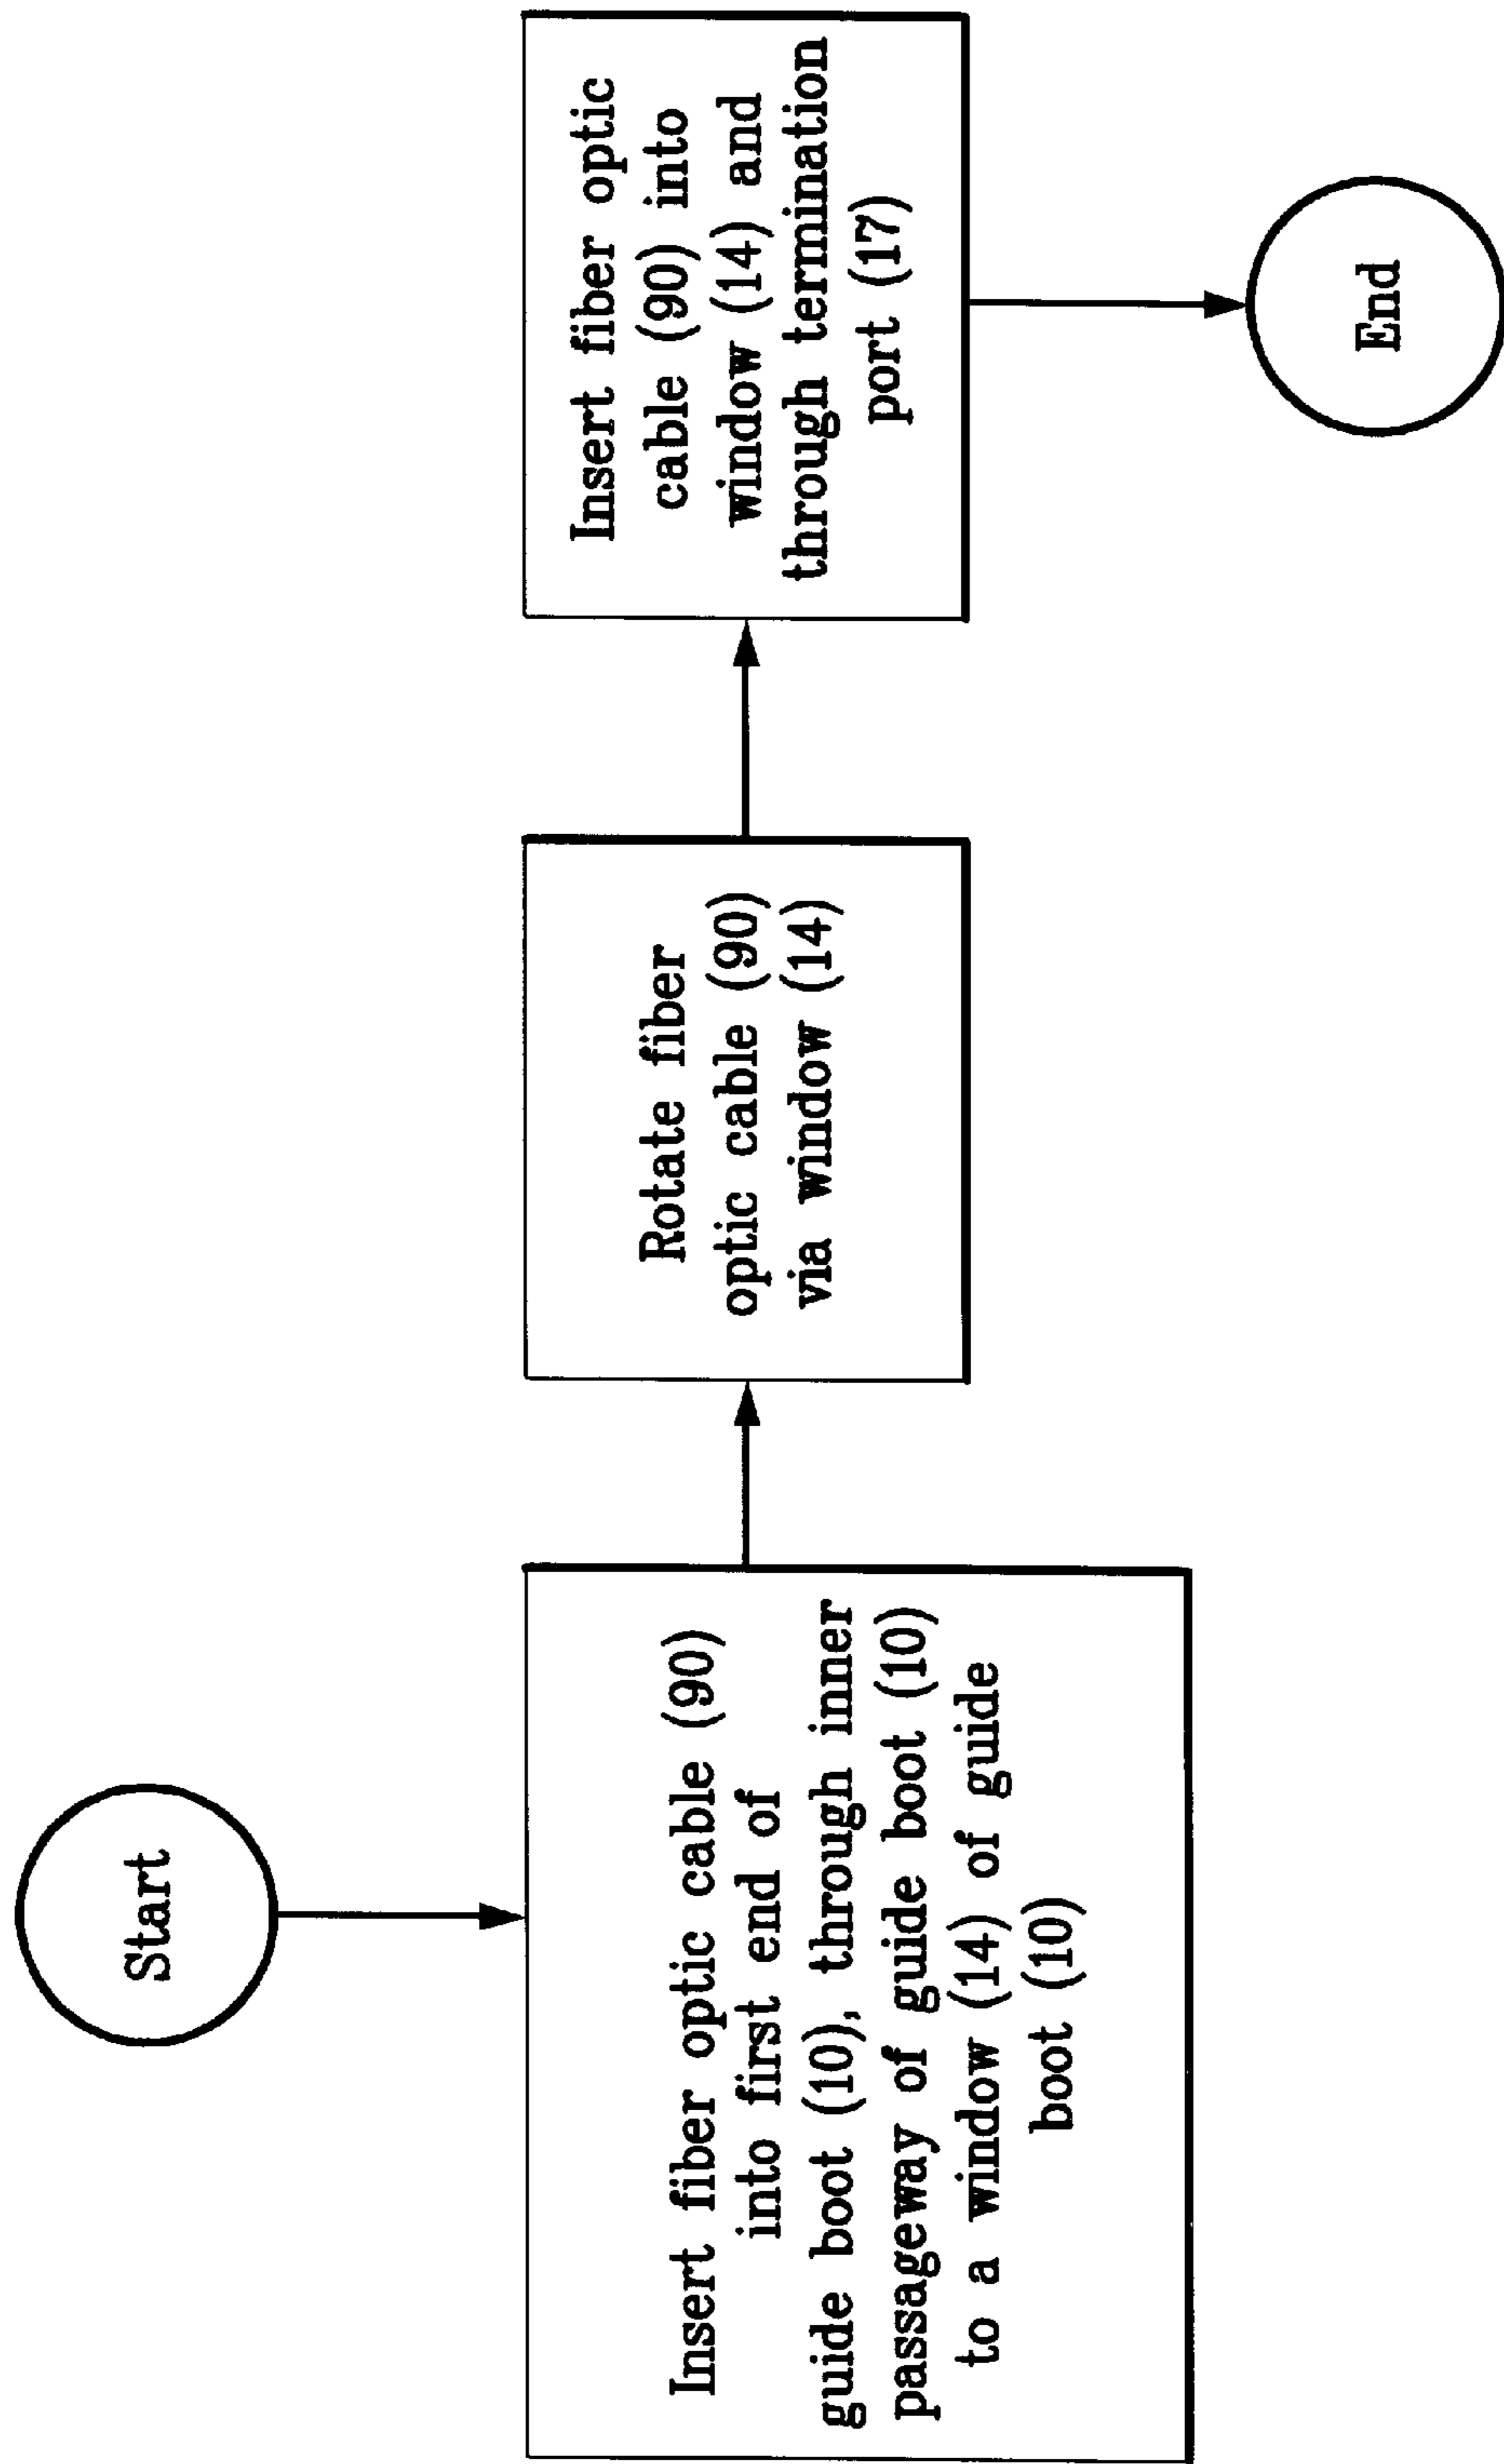 Start
Insert fiber optic cable (90)
into first end of
guide boot (10), through inner
passageway of guide boot (10)
to a window (14) of guide
boot (10)
Rotate fiber
optic cable (90)
via window (14)
Insert fiber optic
cable (90) into
window (14) and
through termination
port (17)
End